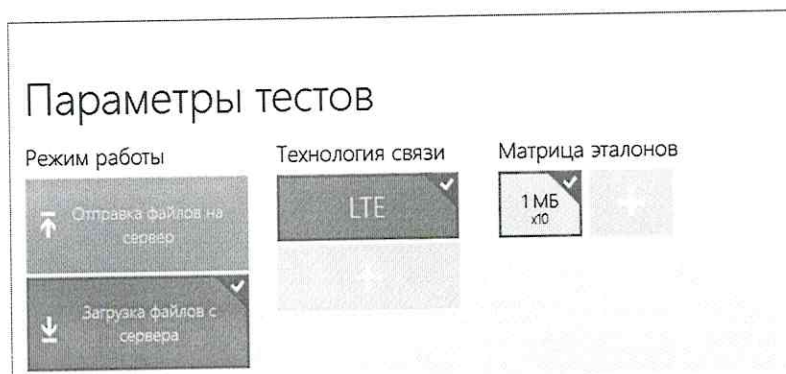 Параметры тестов
Режим работы
Технология связи
Матрица эталонов
Отправка файлов на
сервер
LTE
1 МБ
x10
Загрузка файлов с
сервера